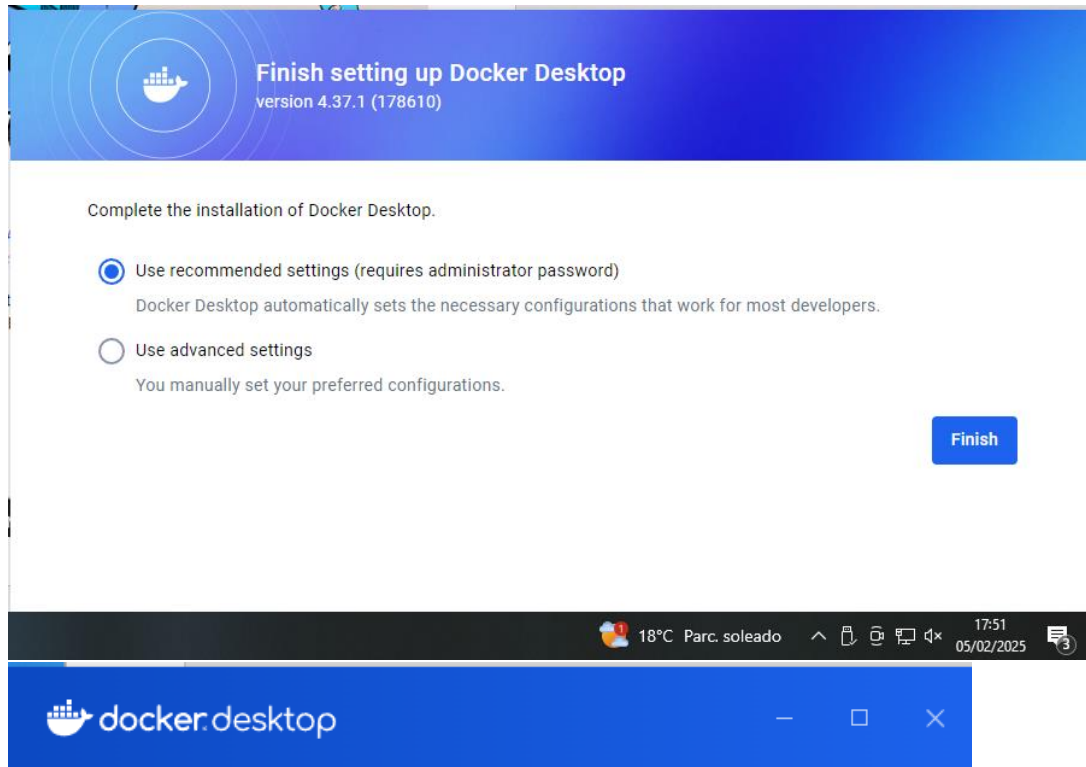 Finish setting up Docker Desktop
version 4.37.1 (178610)
Complete the installation of Docker Desktop.
Use recommended settings (requires administrator password)
Docker Desktop automatically sets the necessary configurations that work for most developers.
Use advanced settings
You manually set your preferred configurations.
Finish
1
18°C Parc. soleado
17:51
05/02/2025
3
docker.desktop